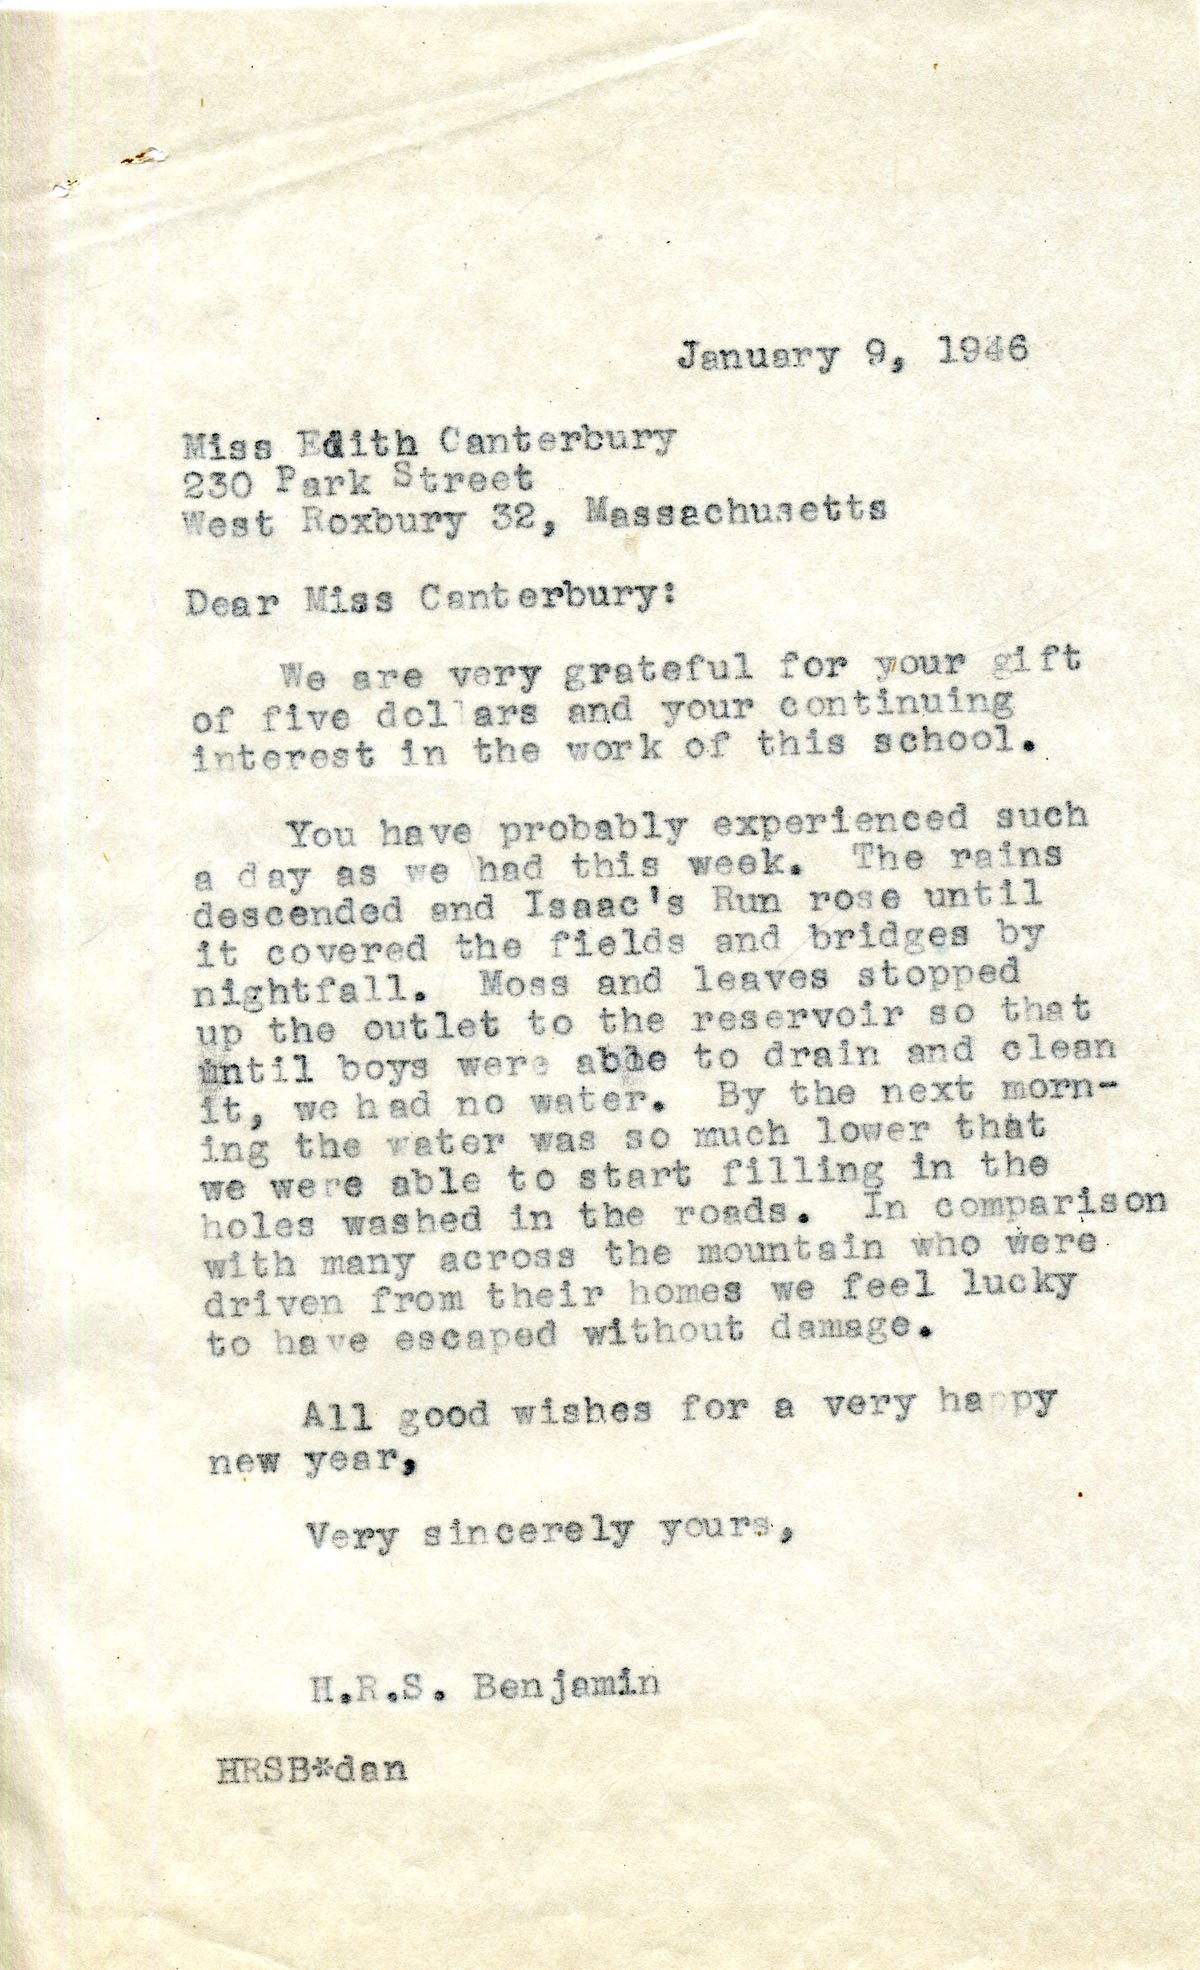 January 9, 1946
Miss Edith Canterbury
230 Park Street
West Roxbury 32, Massachusetts
Dear Miss Canterbury:
We are very grateful for your gift
of five dollars and your continuing
interest in the work of this school.
You have probably experienced such
a day as we had this week. The rains
descended and Isaac's Run rose until
it covered the fields and bridges by
nightfall. Moss and leaves stopped
up the outlet to the reservoir so that
until boys were able to drain and clean
it, we had no water. By the next morn-
ing the water was so much lower that
we were able to start filling in the
holes washed in the roads. In comparison
with many across the mountain who were
driven from their homes we feel lucky
to have escaped without damage.
All good wishes for a very happy
new year,
Very sincerely yours,
H.R.S. Benjamin
HRSB*dan